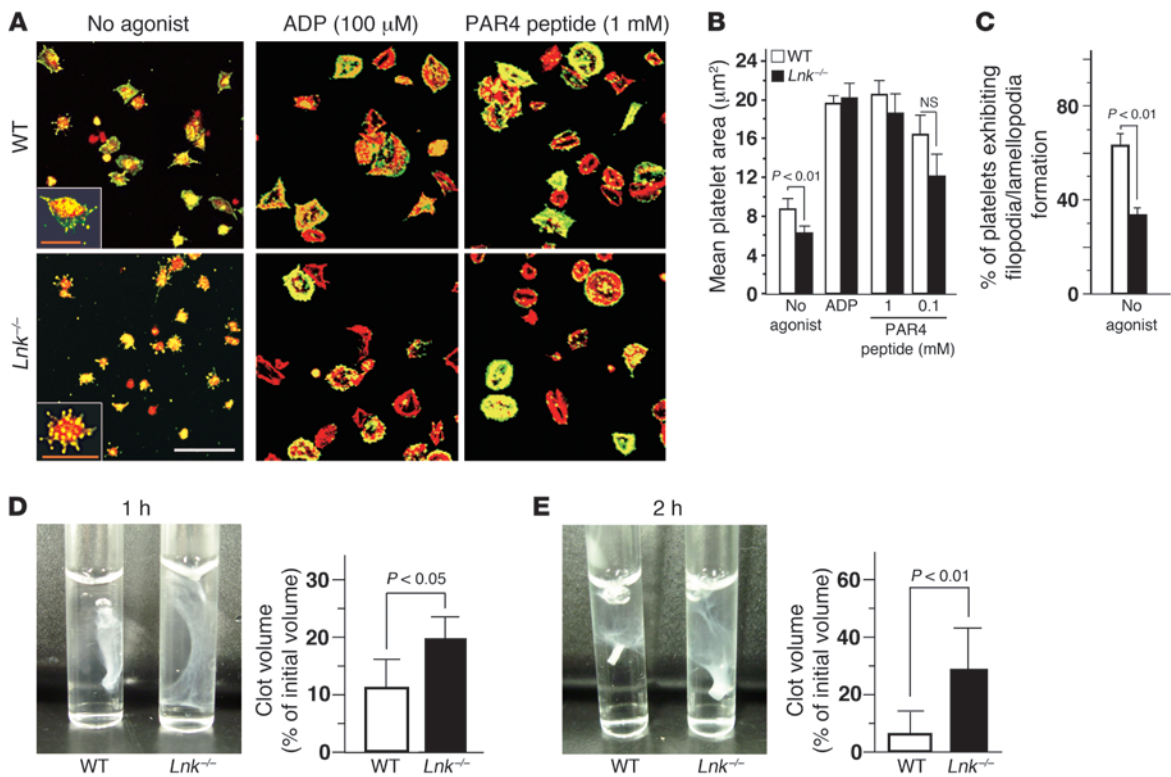 A
No agonist
ADP (100 μM)
PAR4 peptide (1 mM)
WT
Lnk–/–
B
WT
Lnk–/–
Mean platelet area (μm2)
24
20
16
12
8
4
0
P < 0.01
NS
No agonist
ADP
1
0.1
PAR4 peptide (mM)
C
% of platelets exhibiting
filopodia/lamellopodia
formation
80
40
0
P < 0.01
No
agonist
D
1 h
WT
Lnk–/–
Clot volume
(% of initial volume)
30
20
10
0
P < 0.05
WT
Lnk–/–
E
2 h
WT
Lnk–/–
Clot volume
(% of initial volume)
60
40
20
0
P < 0.01
WT
Lnk–/–